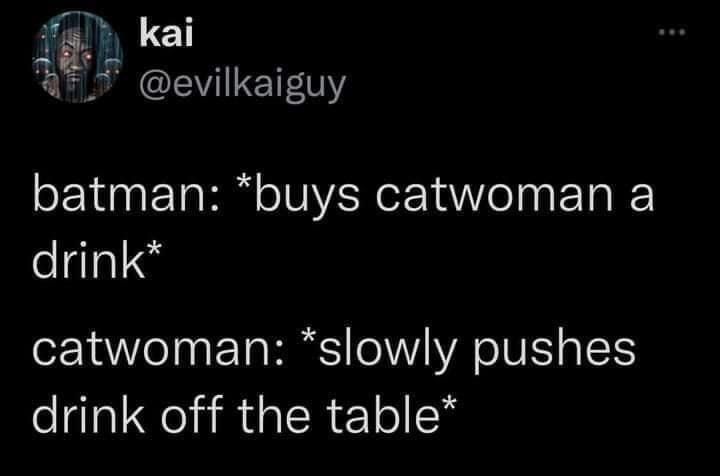 kai
@evilkaiguy
batman: *buys catwoman a
drink*
catwoman: *slowly pushes
drink off the table*